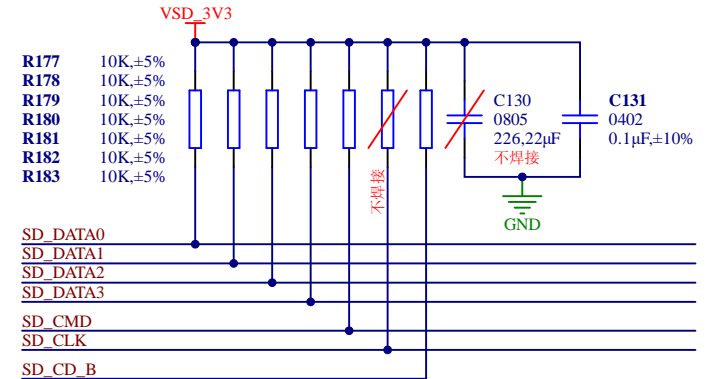 VSD_3V3
R177 10K,±5%
R178 10K,±5%
R179 10K,±5%
R180 10K,±5%
R181 10K,±5%
R182 10K,±5%
R183 10K,±5%
C130
0805
226,22μF
不焊接
C131
0402
0.1μF,±10%
不焊接
GND
SD_DATA0
SD_DATA1
SD_DATA2
SD_DATA3
SD_CMD
SD_CLK
SD_CD_B